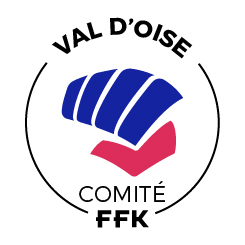 VAL D'OISE
COMITÉ
FFK